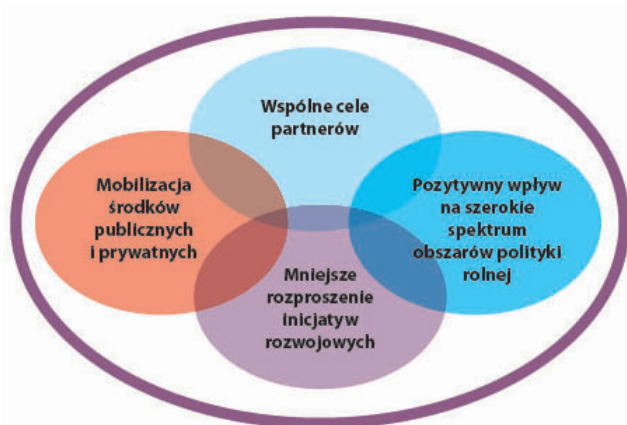 Wspólne cele
partnerów
Mobilizacja
środków
publicznych
i prywatnych
Pozytywny wpływ
na szerokie
spektrum
obszarów polityki
rolnej
Mniejsze
rozproszenie
inicjatyw
rozwojowych